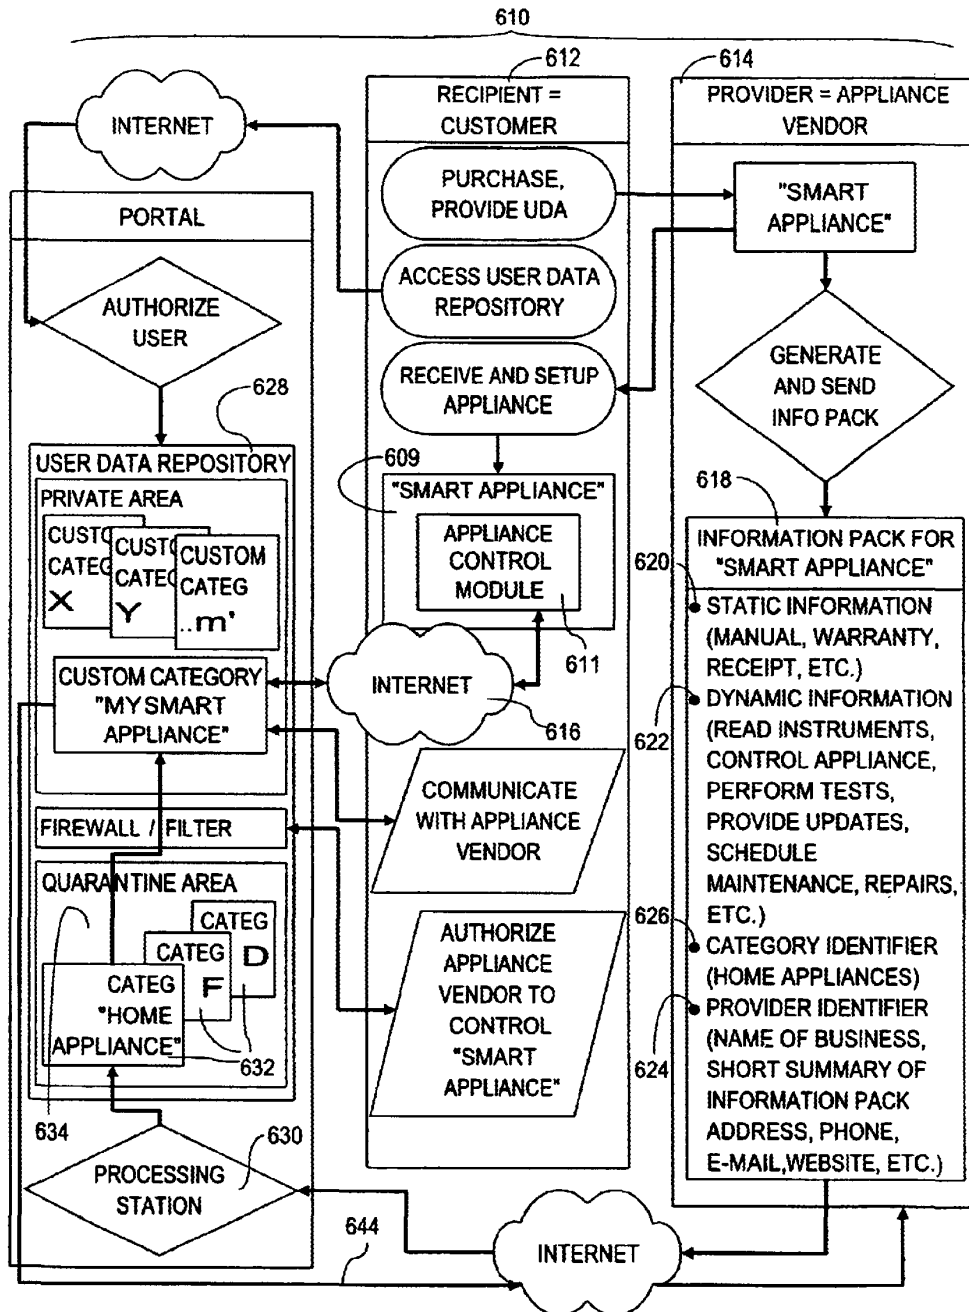 610
612
614
RECIPIENT =
CUSTOMER
PROVIDER = APPLIANCE
VENDOR
INTERNET
PURCHASE,
PROVIDE UDA
"SMART
APPLIANCE"
PORTAL
ACCESS USER DATA
REPOSITORY
AUTHORIZE
USER
RECEIVE AND SETUP
APPLIANCE
GENERATE
AND SEND
INFO PACK
628
USER DATA REPOSITORY
PRIVATE AREA
CUSTC
CATEG
X
CUSTC
CATEG
Y
CUSTOM
CATEG
..m'
609
"SMART APPLIANCE"
APPLIANCE
CONTROL
MODULE
611
618
INFORMATION PACK FOR
"SMART APPLIANCE"
620
STATIC INFORMATION
(MANUAL, WARRANTY,
RECEIPT, ETC.)
622
DYNAMIC INFORMATION
(READ INSTRUMENTS,
CONTROL APPLIANCE,
PERFORM TESTS,
PROVIDE UPDATES,
SCHEDULE
MAINTENANCE, REPAIRS,
ETC.)
626
CATEGORY IDENTIFIER
(HOME APPLIANCES)
624
PROVIDER IDENTIFIER
(NAME OF BUSINESS,
SHORT SUMMARY OF
INFORMATION PACK
ADDRESS, PHONE,
E-MAIL,WEBSITE, ETC.)
CUSTOM CATEGORY
"MY SMART
APPLIANCE"
INTERNET
616
COMMUNICATE
WITH APPLIANCE
VENDOR
FIREWALL / FILTER
QUARANTINE AREA
CATEG
D
CATEG
F
CATEG
"HOME
APPLIANCE"
632
634
AUTHORIZE
APPLIANCE
VENDOR TO
CONTROL
"SMART
APPLIANCE"
630
PROCESSING
STATION
644
INTERNET